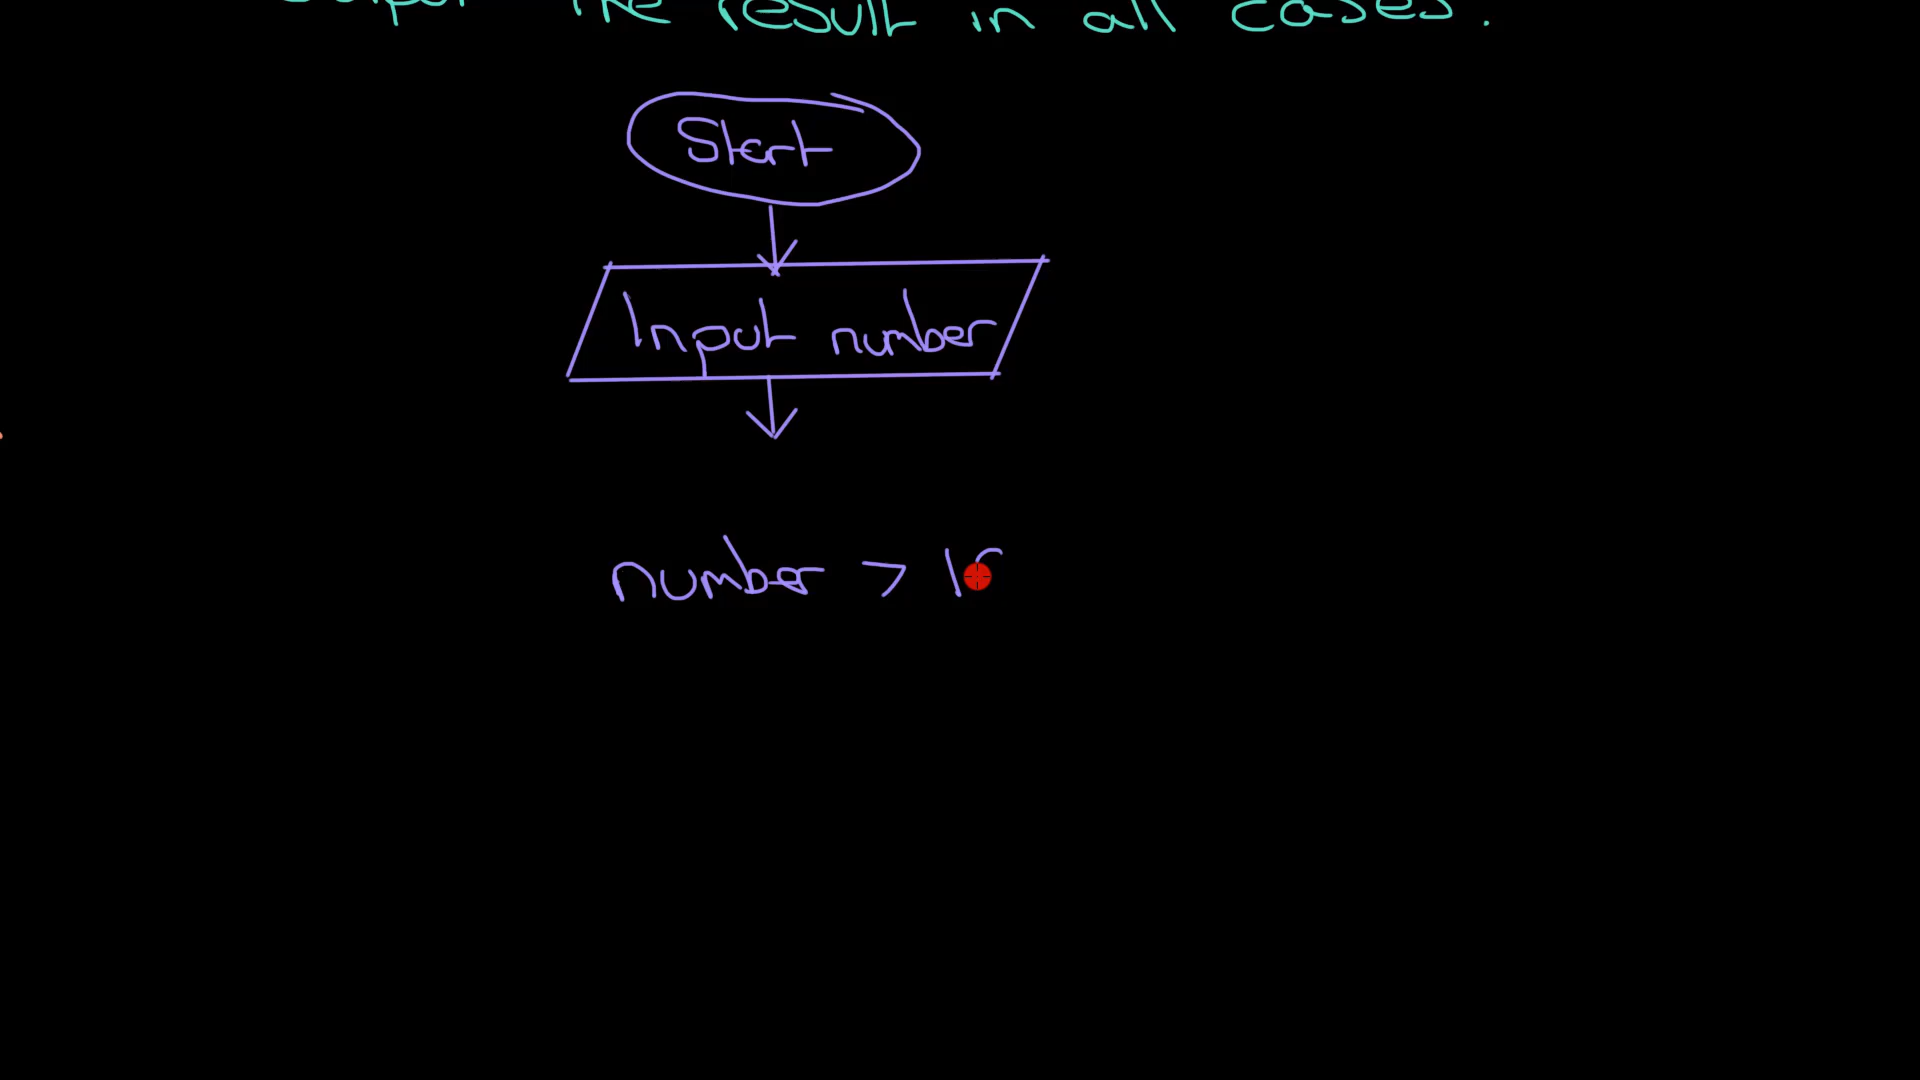 the result in all cases.
Start
Input number
number > 1